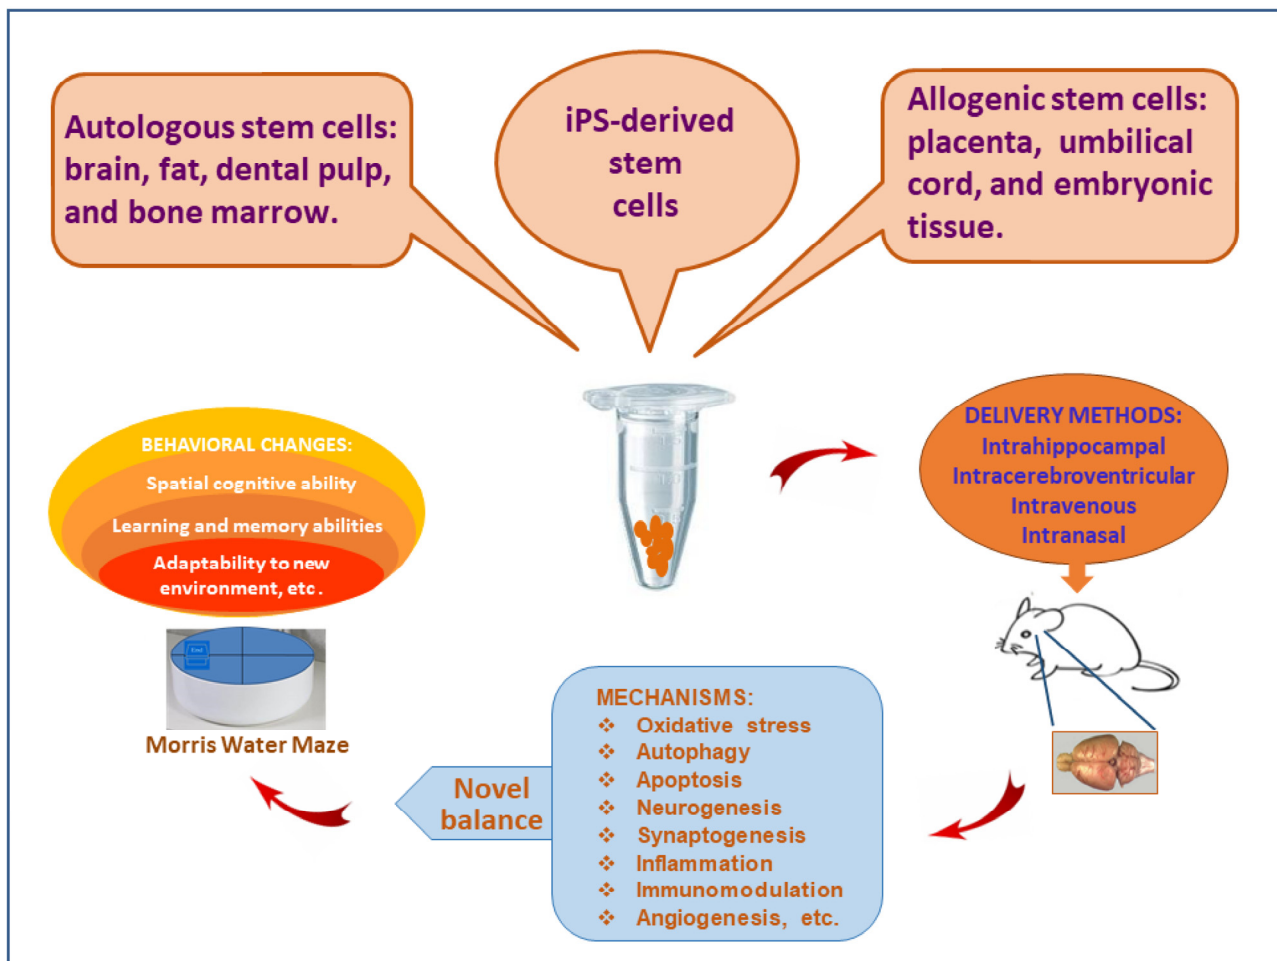 Autologous stem cells:
brain, fat, dental pulp,
and bone marrow.
iPS-derived
stem
cells
Allogenic stem cells:
placenta, umbilical
cord, and embryonic
tissue.
BEHAVIORAL CHANGES:
Spatial cognitive ability
Learning and memory abilities
Adaptability to new
environment, etc .
End
Morris Water Maze
DELIVERY METHODS:
Intrahippocampal
Intracerebroventricular
Intravenous
Intranasal
MECHANISMS:
❖ Oxidative stress
❖ Autophagy
❖ Apoptosis
❖ Neurogenesis
❖ Synaptogenesis
❖ Inflammation
❖ Immunomodulation
❖ Angiogenesis, etc.
Novel
balance